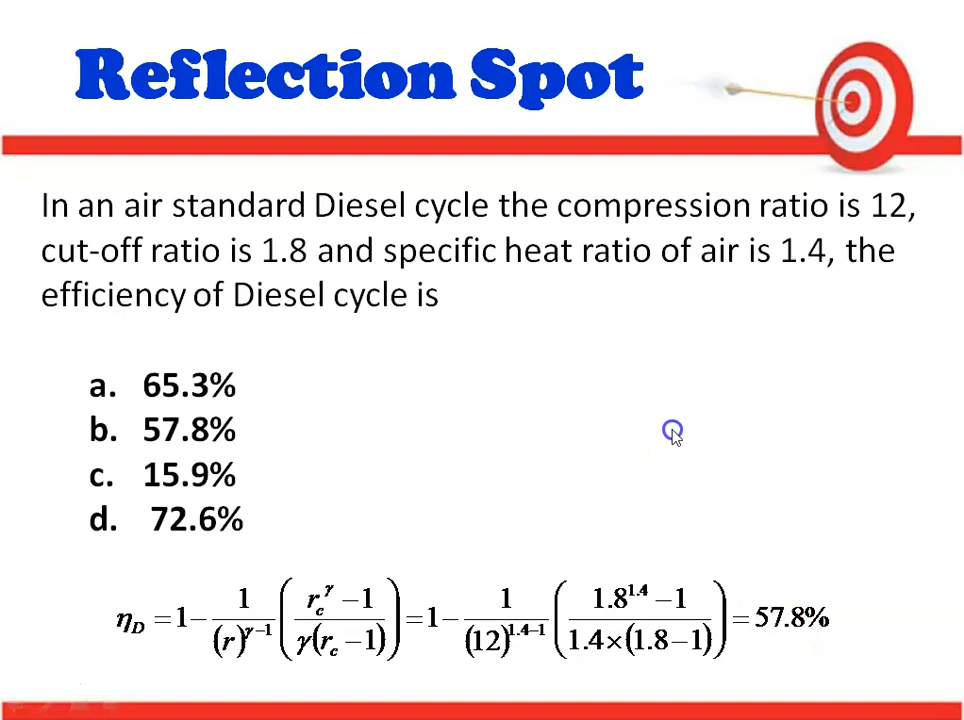 Reflection Spot
In an air standard Diesel cycle the compression ratio is 12,
cut-off ratio is 1.8 and specific heat ratio of air is 1.4, the
efficiency of Diesel cycle is
a. 65.3%
b. 57.8%
c. 15.9%
d. 72.6%
η_D = 1 − 1/(r)^(γ−1) ((r_c^γ − 1)/(γ(r_c − 1))) = 1 − 1/(12)^(1.4−1) ((1.8^1.4 − 1)/(1.4×(1.8−1))) = 57.8%